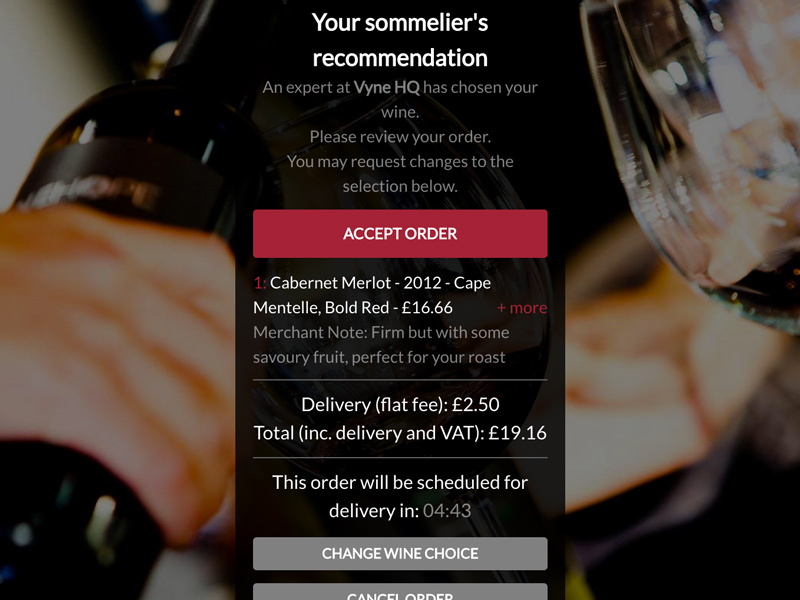 Your sommelier's
recommendation
An expert at Vyne HQ has chosen your
wine.
Please review your order.
You may request changes to the
selection below.
ACCEPT ORDER
1: Cabernet Merlot - 2012 - Cape
Mentelle, Bold Red - £16.66 + more
Merchant Note: Firm but with some
savoury fruit, perfect for your roast
Delivery (flat fee): £2.50
Total (inc. delivery and VAT): £19.16
This order will be scheduled for
delivery in: 04:43
CHANGE WINE CHOICE
CANCEL ORDER